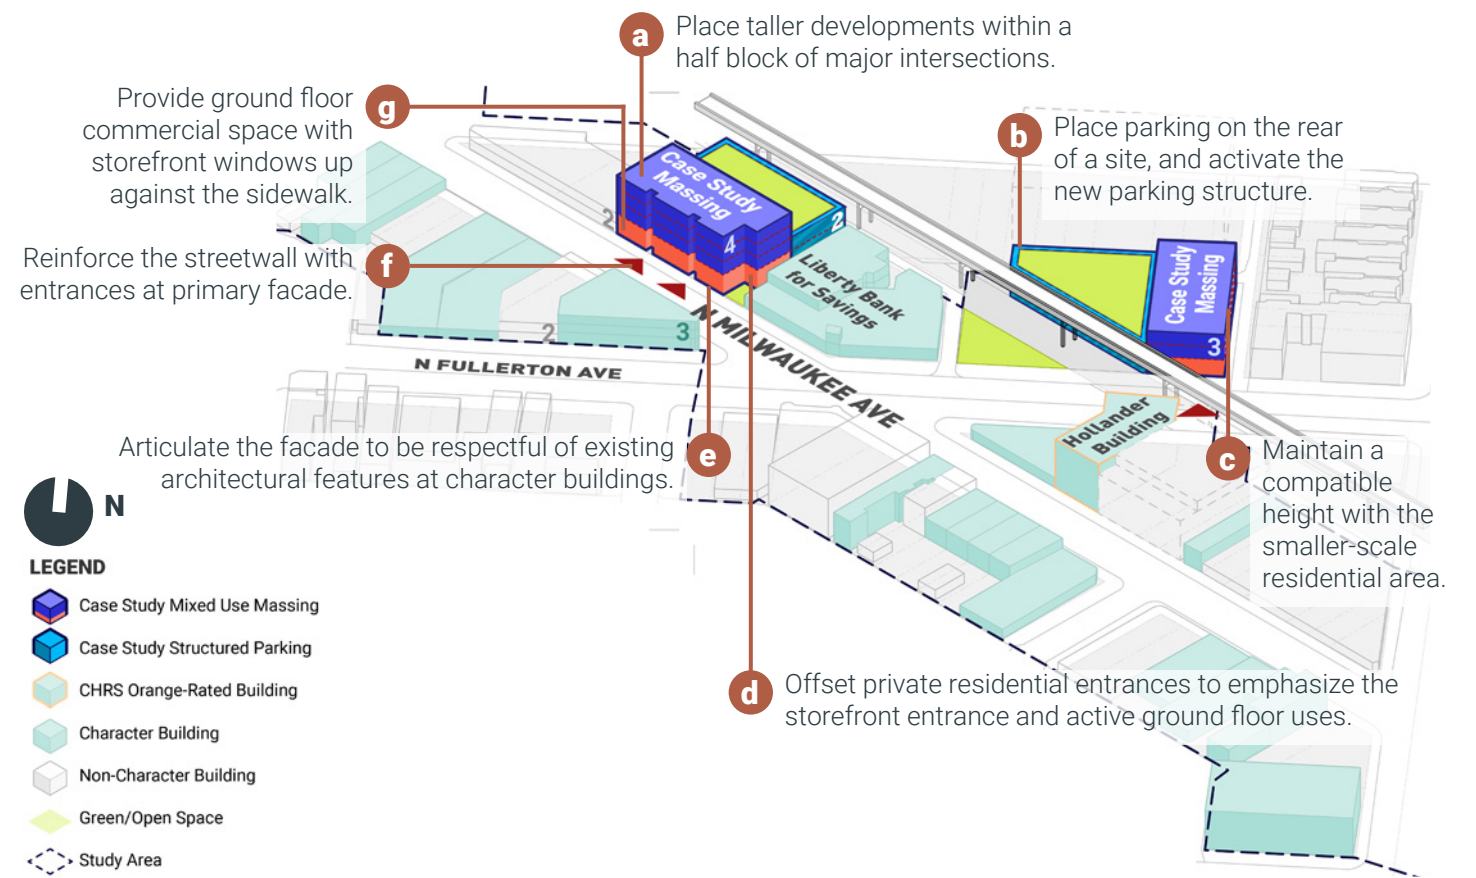 a
Place taller developments within a
half block of major intersections.
g
Provide ground floor
commercial space with
storefront windows up
against the sidewalk.
b
Place parking on the rear
of a site, and activate the
new parking structure.
f
Reinforce the streetwall with
entrances at primary facade.
Case Study
Massing
2
4
2
Liberty Bank
for Savings
Case Study
Massing
3
2
3
N FULLERTON AVE
N MILWAUKEE AVE
Hollander
Building
e
Articulate the facade to be respectful of existing
architectural features at character buildings.
c
Maintain a
compatible
height with the
smaller-scale
residential area.
d
Offset private residential entrances to emphasize the
storefront entrance and active ground floor uses.
N
LEGEND
Case Study Mixed Use Massing
Case Study Structured Parking
CHRS Orange-Rated Building
Character Building
Non-Character Building
Green/Open Space
Study Area